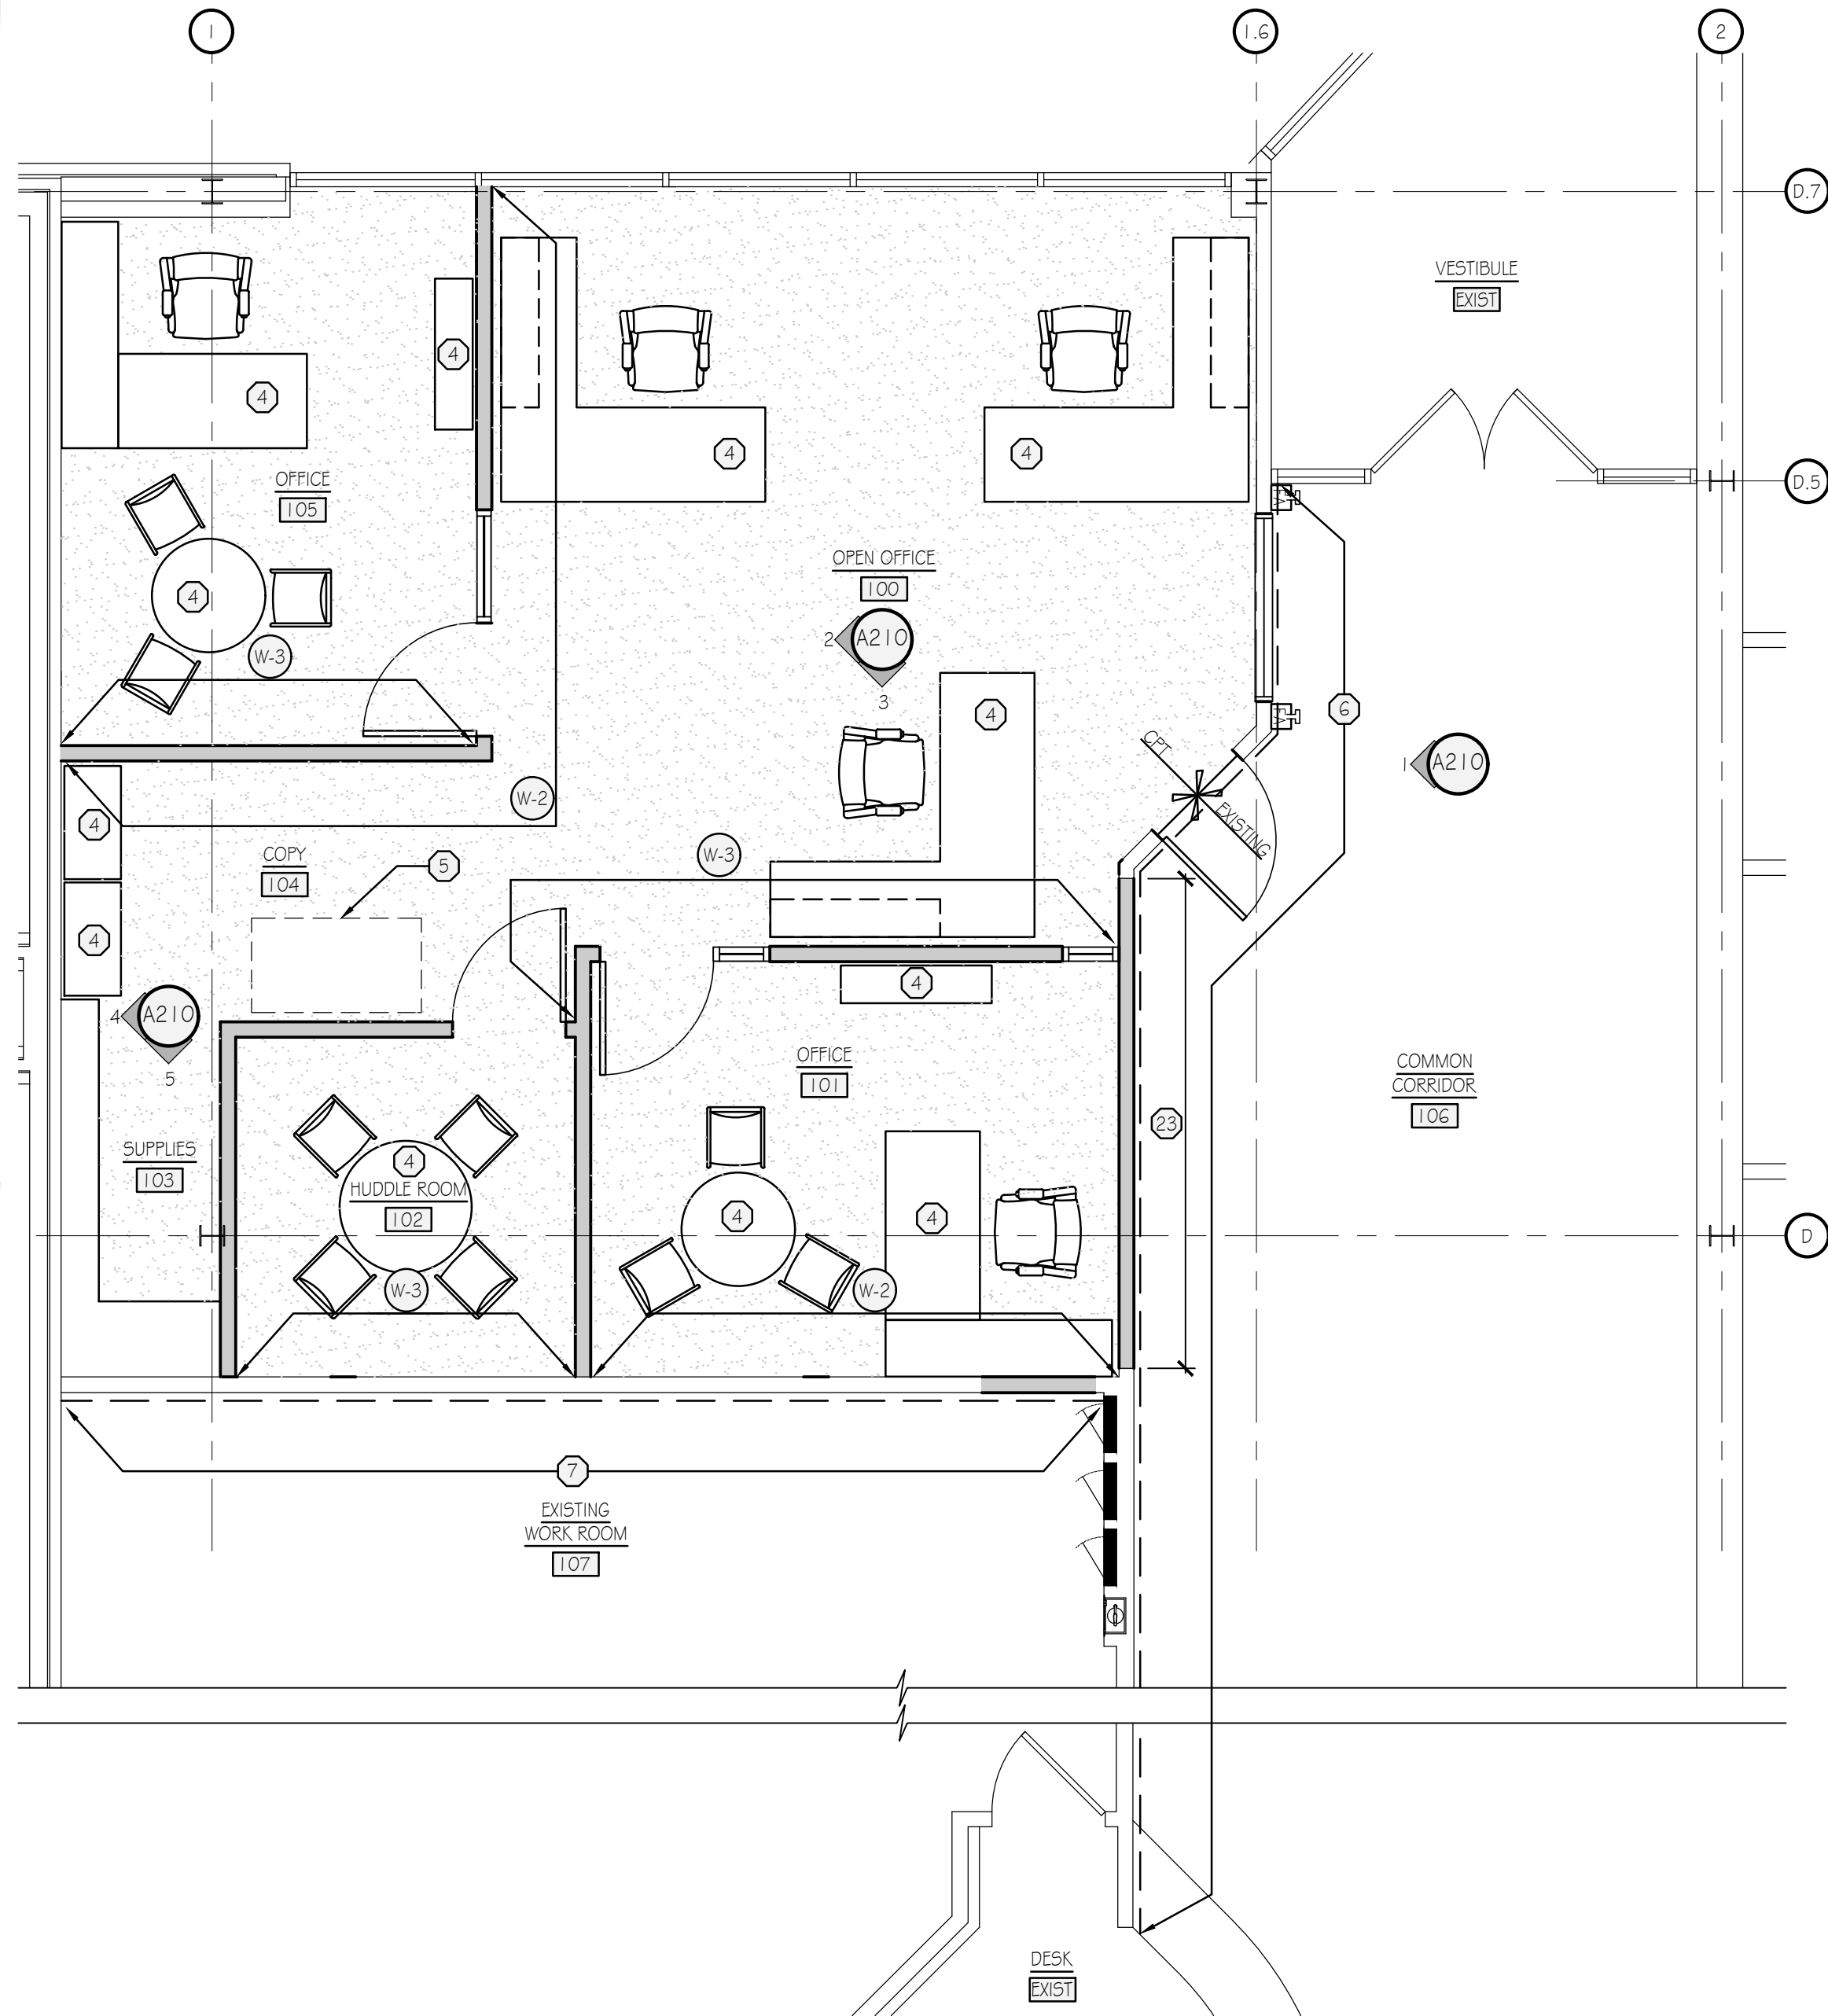 1
1.6
2
D.7
VESTIBULE
EXIST
4
4
OFFICE
105
4
4
D.5
OPEN OFFICE
100
4
2
A210
3
W-3
4
6
1
A210
W-2
CPT
EXISTING
4
COPY
104
5
W-3
4
4
4
A210
5
OFFICE
101
COMMON
CORRIDOR
106
23
SUPPLIES
103
4
HUDDLE ROOM
102
4
4
D
W-3
W-2
7
EXISTING
WORK ROOM
107
DESK
EXIST